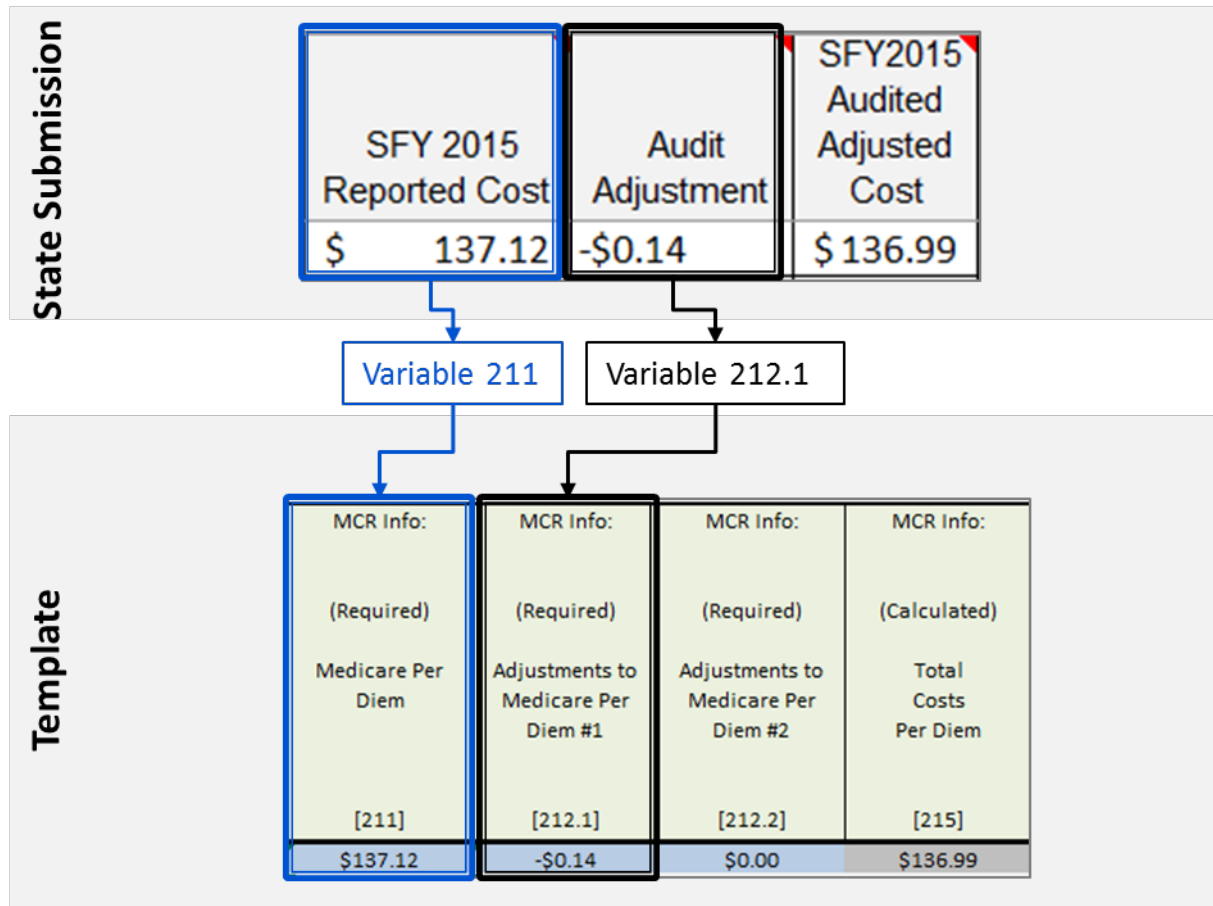 State Submission
SFY 2015
Reported Cost
Audit
Adjustment
SFY2015
Audited
Adjusted
Cost
$ 137.12
-$0.14
$ 136.99
Variable 211
Variable 212.1
Template
MCR Info:
(Required)
Medicare Per
Diem
[211]
MCR Info:
(Required)
Adjustments to
Medicare Per
Diem #1
[212.1]
MCR Info:
(Required)
Adjustments to
Medicare Per
Diem #2
[212.2]
MCR Info:
(Calculated)
Total
Costs
Per Diem
[215]
$137.12
-$0.14
$0.00
$136.99